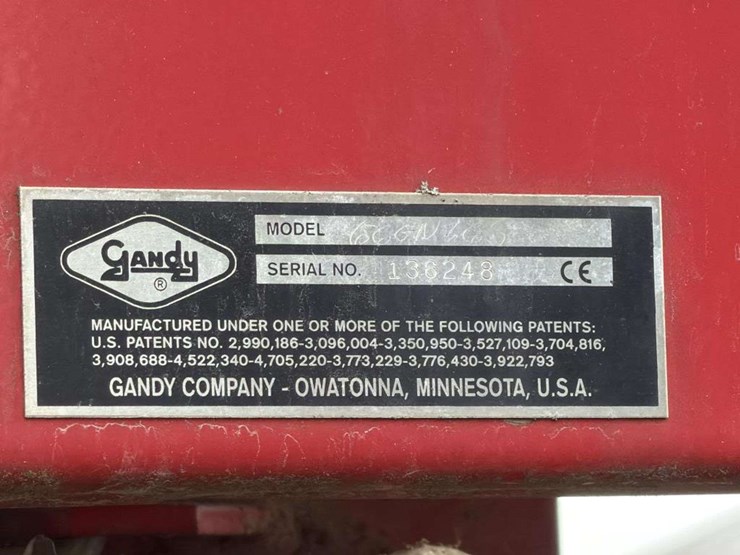 Gandy
®
MODEL
SERIAL NO. 136248 CE
MANUFACTURED UNDER ONE OR MORE OF THE FOLLOWING PATENTS:
U.S. PATENTS NO. 2,990,186-3,096,004-3,350,950-3,527,109-3,704,816,
3,908,688-4,522,340-4,705,220-3,773,229-3,776,430-3,922,793
GANDY COMPANY - OWATONNA, MINNESOTA, U.S.A.